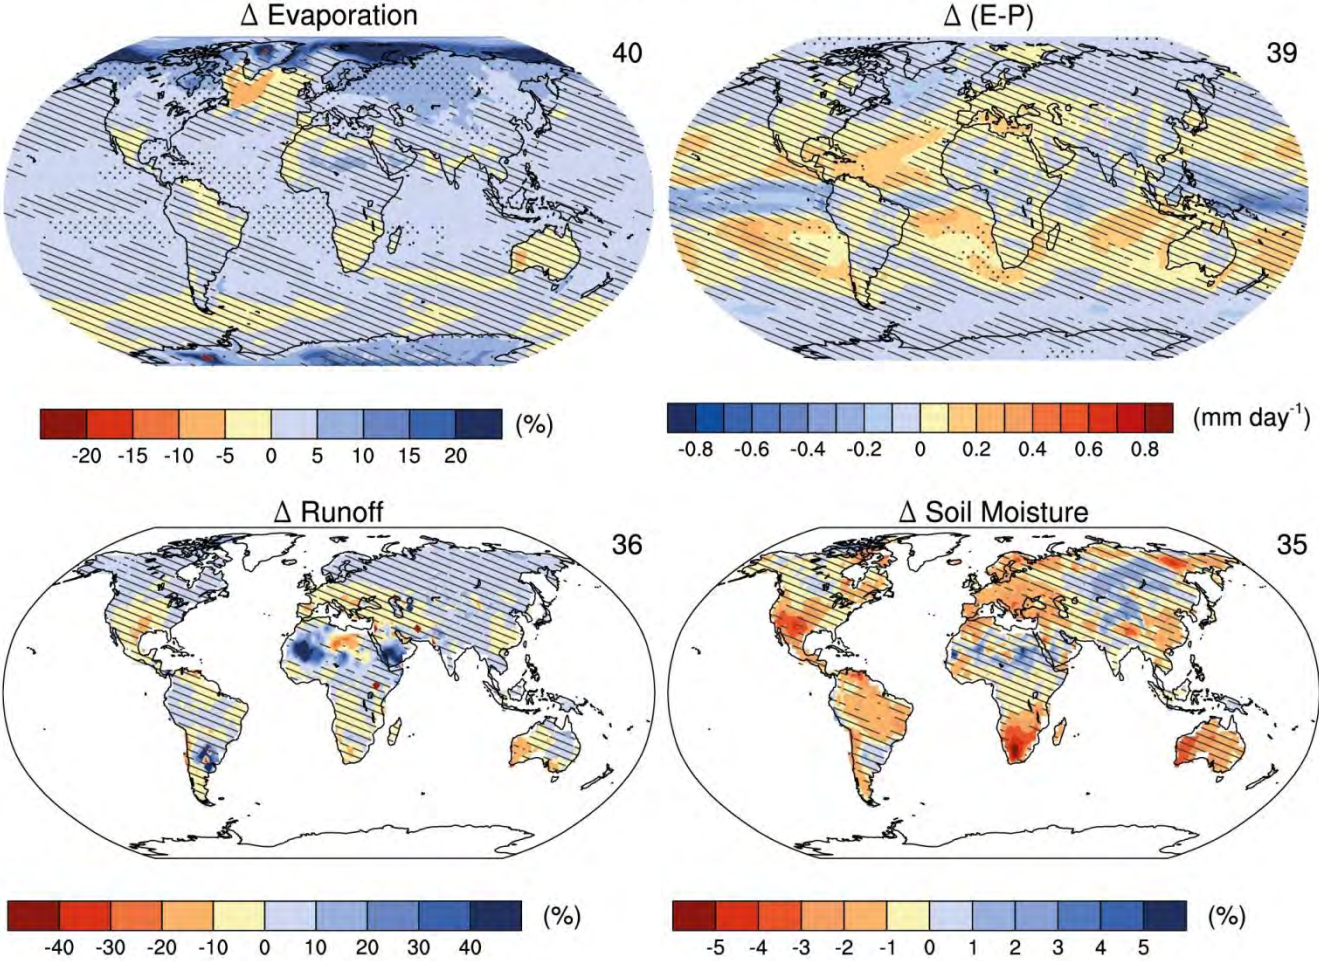 Δ Evaporation
40
-20 -15 -10 -5 0 5 10 15 20 (%)
Δ (E-P)
39
-0.8 -0.6 -0.4 -0.2 0 0.2 0.4 0.6 0.8 (mm day⁻¹)
Δ Runoff
36
-40 -30 -20 -10 0 10 20 30 40 (%)
Δ Soil Moisture
35
-5 -4 -3 -2 -1 0 1 2 3 4 5 (%)